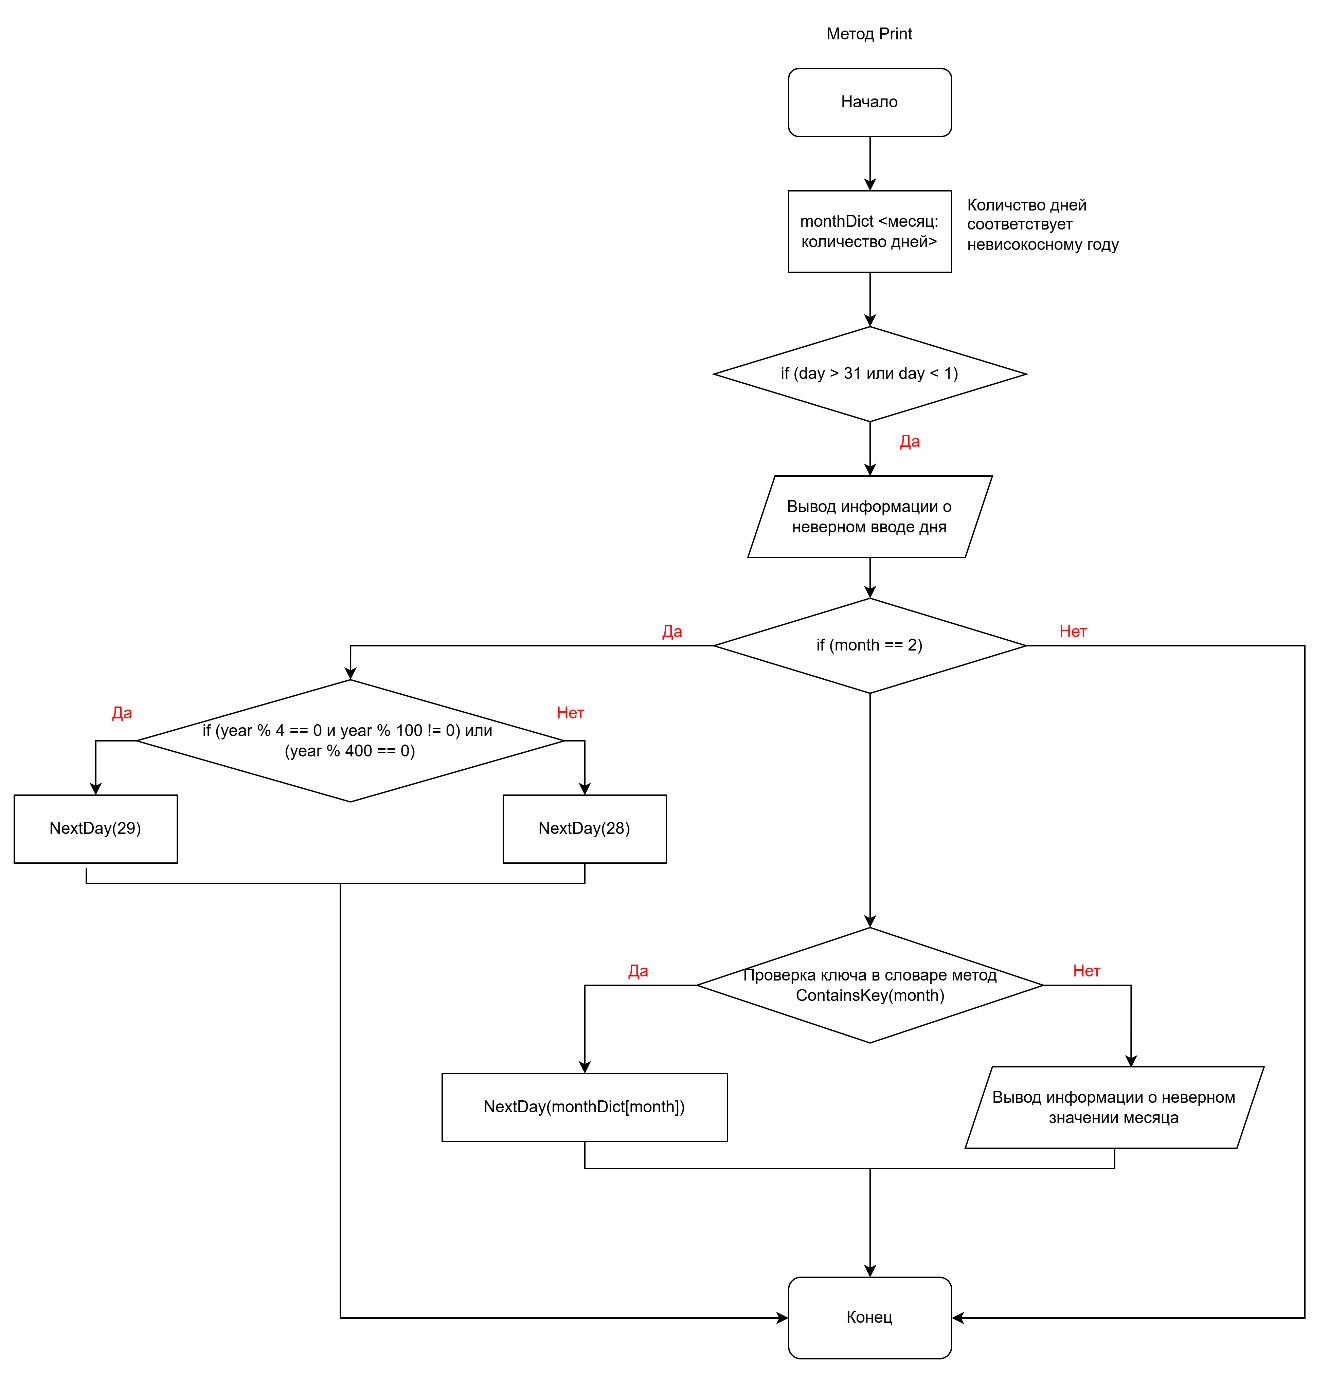 Метод Print
Начало
monthDict <месяц:
количество дней>
Количство дней
соответствует
невисокосному году
if (day > 31 или day < 1)
Да
Вывод информации о
неверном вводе дня
Да
if (month == 2)
Нет
Да
if (year % 4 == 0 и year % 100 != 0) или
(year % 400 == 0)
Нет
NextDay(29)
NextDay(28)
Да
Проверка ключа в словаре метод
ContainsKey(month)
Нет
NextDay(monthDict[month])
Вывод информации о неверном
значении месяца
Конец